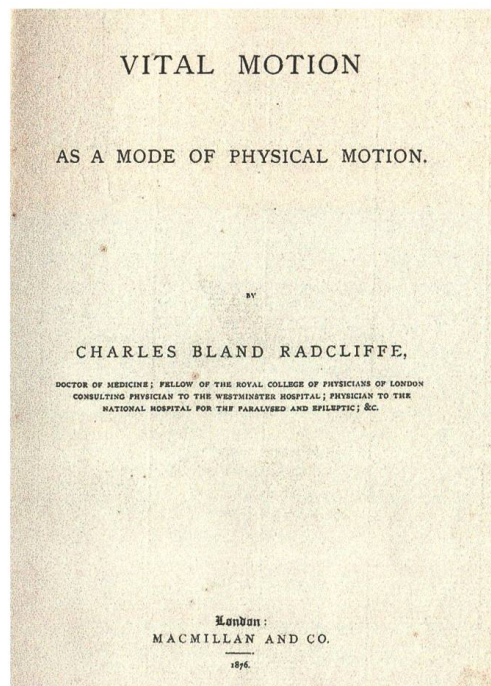 VITAL MOTION
AS A MODE OF PHYSICAL MOTION.
BY
CHARLES BLAND RADCLIFFE,
DOCTOR OF MEDICINE; FELLOW OF THE ROYAL COLLEGE OF PHYSICIANS OF LONDON
CONSULTING PHYSICIAN TO THE WESTMINSTER HOSPITAL; PHYSICIAN TO THE
NATIONAL HOSPITAL FOR THE PARALYSED AND EPILEPTIC; &C.
London:
MACMILLAN AND CO.
1876.